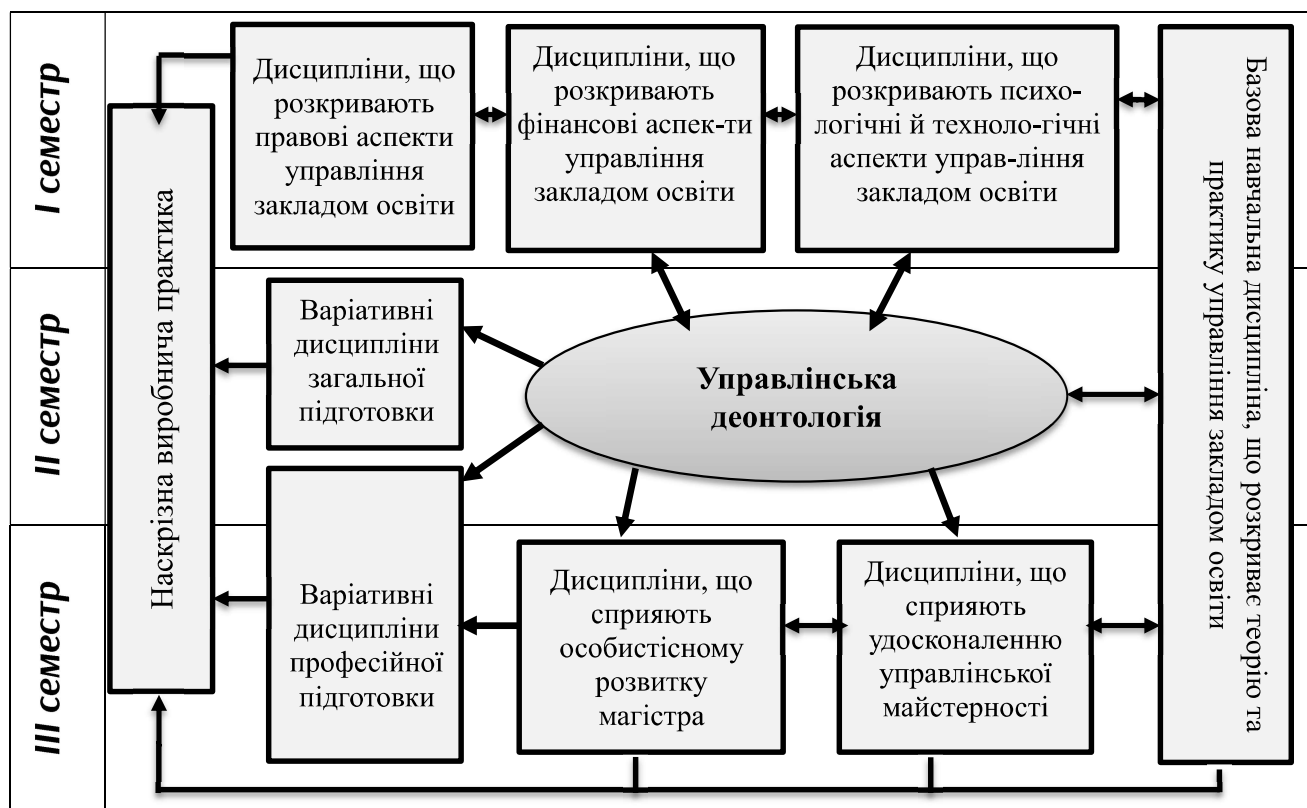 I семестр
Дисципліни, що
розкривають
правові аспекти
управління
закладом освіти
Дисципліни, що
розкривають
фінансові аспек-ти
управління
закладом освіти
Дисципліни, що
розкривають психо-
логічні й техноло-гічні
аспекти управ-ління
закладом освіти
Базова навчальна дисципліна, що розкриває теорію та
практику управління закладом освіти
Наскрізна виробнича практика
II семестр
Варіативні
дисципліни
загальної
підготовки
Управлінська
деонтологія
III семестр
Варіативні
дисципліни
професійної
підготовки
Дисципліни, що
сприяють
особистісному
розвитку
магістра
Дисципліни, що
сприяють
удосконаленню
управлінської
майстерності